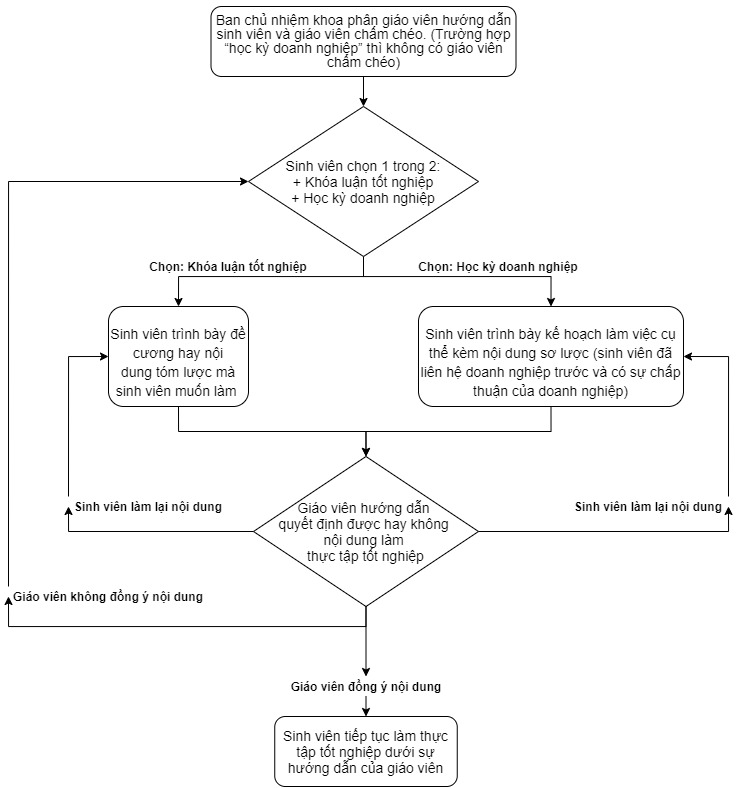 Ban chủ nhiệm khoa phân giáo viên hướng dẫn
sinh viên và giáo viên chấm chéo. (Trường hợp
“học kỳ doanh nghiệp” thì không có giáo viên
chấm chéo)
Sinh viên chọn 1 trong 2:
+ Khóa luận tốt nghiệp
+ Học kỳ doanh nghiệp
Chọn: Khóa luận tốt nghiệp
Chọn: Học kỳ doanh nghiệp
Sinh viên trình bày đề
cương hay nội
dung tóm lược mà
sinh viên muốn làm
Sinh viên trình bày kế hoạch làm việc cụ
thể kèm nội dung sơ lược (sinh viên đã
liên hệ doanh nghiệp trước và có sự chấp
thuận của doanh nghiệp)
Sinh viên làm lại nội dung
Sinh viên làm lại nội dung
Giáo viên hướng dẫn
quyết định được hay không
nội dung làm
thực tập tốt nghiệp
Giáo viên không đồng ý nội dung
Giáo viên đồng ý nội dung
Sinh viên tiếp tục làm thực
tập tốt nghiệp dưới sự
hướng dẫn của giáo viên